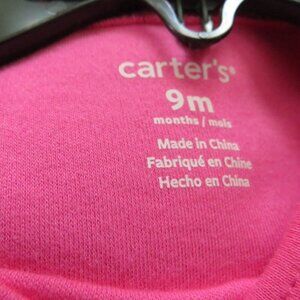 carter's®
9m
months / mois
Made in China
Fabriqué en Chine
Hecho en China